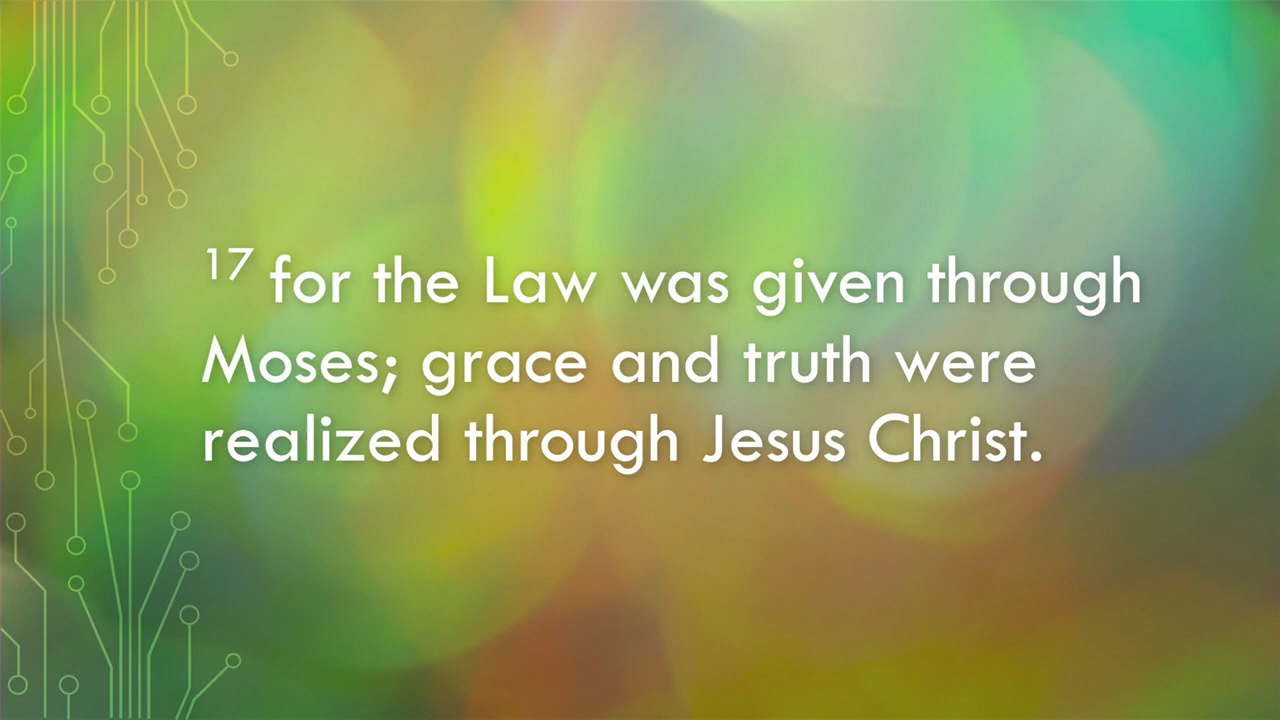 17 for the Law was given through
Moses; grace and truth were
realized through Jesus Christ.